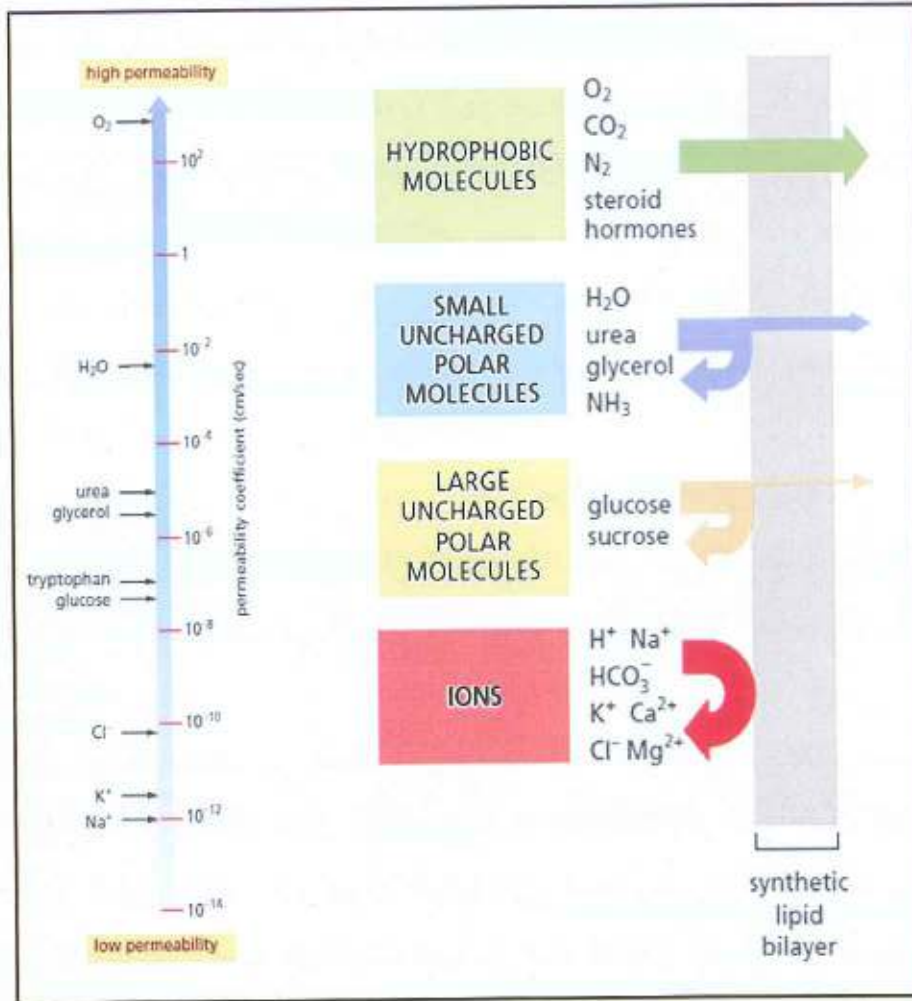 high permeability
O₂
10²
1
10⁻²
H₂O
10⁻⁴
urea
glycerol
10⁻⁶
tryptophan
glucose
10⁻⁸
10⁻¹⁰
Cl⁻
K⁺
Na⁺
10⁻¹²
10⁻¹⁴
low permeability
permeability coefficient (cm/sec)
HYDROPHOBIC
MOLECULES
O₂
CO₂
N₂
steroid
hormones
SMALL
UNCHARGED
POLAR
MOLECULES
H₂O
urea
glycerol
NH₃
LARGE
UNCHARGED
POLAR
MOLECULES
glucose
sucrose
IONS
H⁺ Na⁺
HCO₃⁻
K⁺ Ca²⁺
Cl⁻ Mg²⁺
synthetic
lipid
bilayer